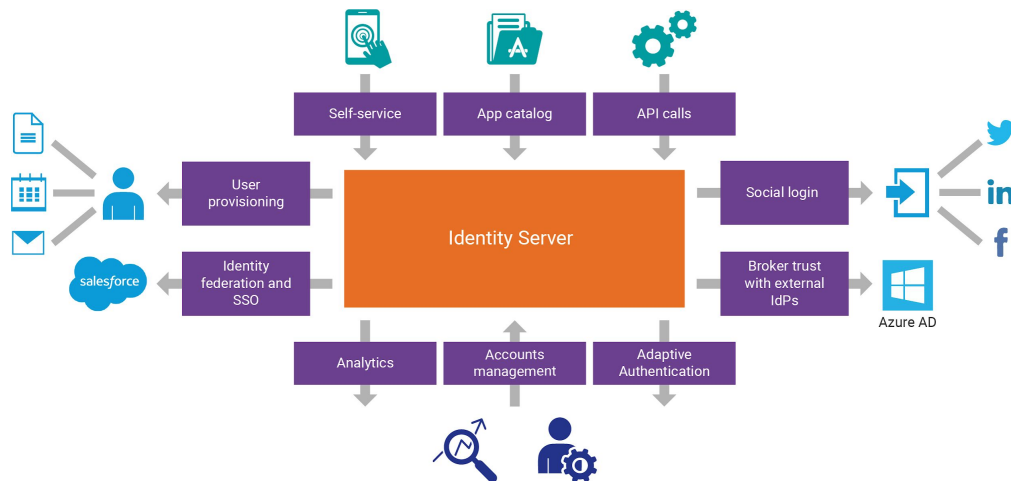 Self-service
App catalog
API calls
User
provisioning
Social login
Identity Server
in
f
salesforce
Identity
federation and
SSO
Broker trust
with external
IdPs
Azure AD
Analytics
Accounts
management
Adaptive
Authentication